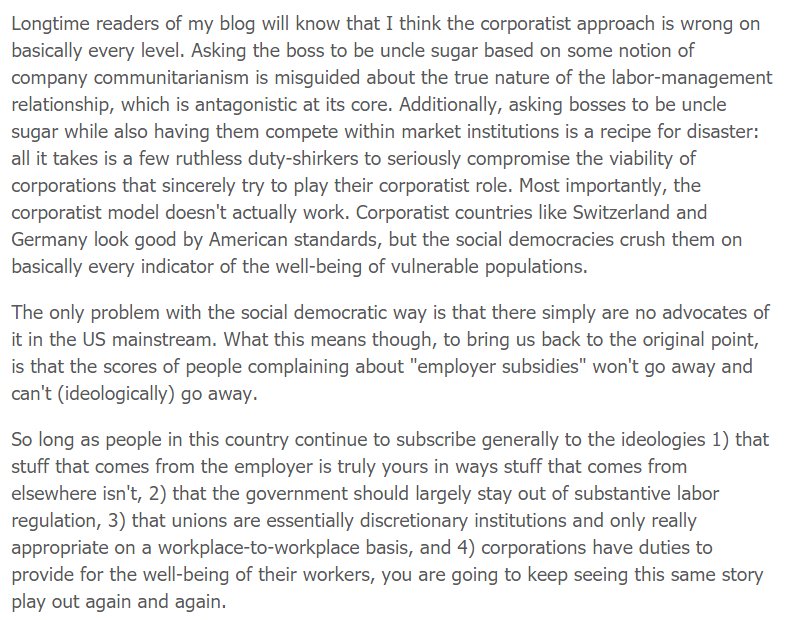 Longtime readers of my blog will know that I think the corporatist approach is wrong on
basically every level. Asking the boss to be uncle sugar based on some notion of
company communitarianism is misguided about the true nature of the labor-management
relationship, which is antagonistic at its core. Additionally, asking bosses to be uncle
sugar while also having them compete within market institutions is a recipe for disaster:
all it takes is a few ruthless duty-shirkers to seriously compromise the viability of
corporations that sincerely try to play their corporatist role. Most importantly, the
corporatist model doesn't actually work. Corporatist countries like Switzerland and
Germany look good by American standards, but the social democracies crush them on
basically every indicator of the well-being of vulnerable populations.
The only problem with the social democratic way is that there simply are no advocates of
it in the US mainstream. What this means though, to bring us back to the original point,
is that the scores of people complaining about "employer subsidies" won't go away and
can't (ideologically) go away.
So long as people in this country continue to subscribe generally to the ideologies 1) that
stuff that comes from the employer is truly yours in ways stuff that comes from
elsewhere isn't, 2) that the government should largely stay out of substantive labor
regulation, 3) that unions are essentially discretionary institutions and only really
appropriate on a workplace-to-workplace basis, and 4) corporations have duties to
provide for the well-being of their workers, you are going to keep seeing this same story
play out again and again.